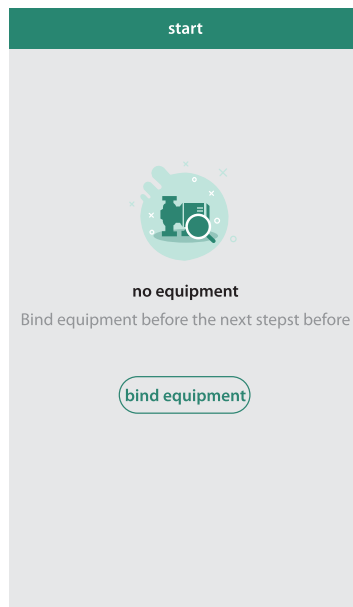 start
no equipment
Bind equipment before the next stepst before
bind equipment